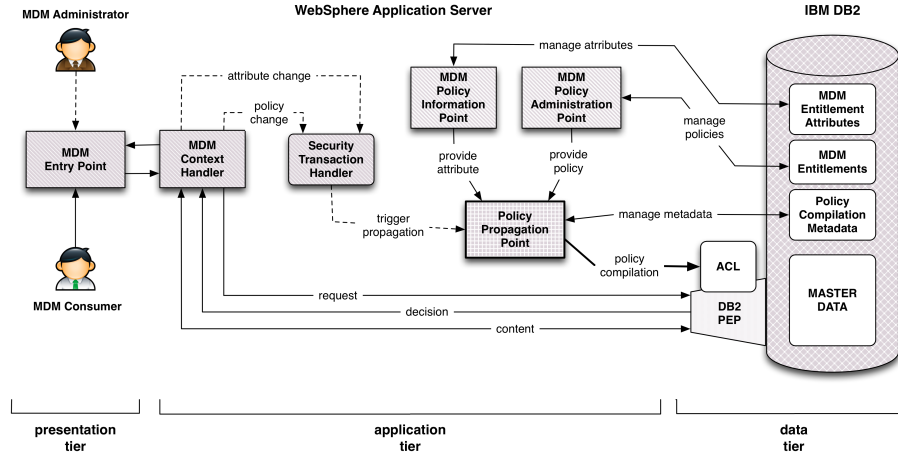 MDM Administrator
WebSphere Application Server
IBM DB2
manage atrributes
attribute change
MDM
Policy
Information
Point
MDM
Policy
Administration
Point
MDM
Entitlement
Attributes
policy
change
manage
policies
MDM
Entry Point
MDM
Context
Handler
Security
Transaction
Handler
provide
attribute
provide
policy
MDM
Entitlements
Policy
Compilation
Metadata
trigger
propagation
Policy
Propagation
Point
manage metadata
policy
compilation
ACL
MDM Consumer
request
decision
content
DB2
PEP
MASTER
DATA
presentation
tier
application
tier
data
tier